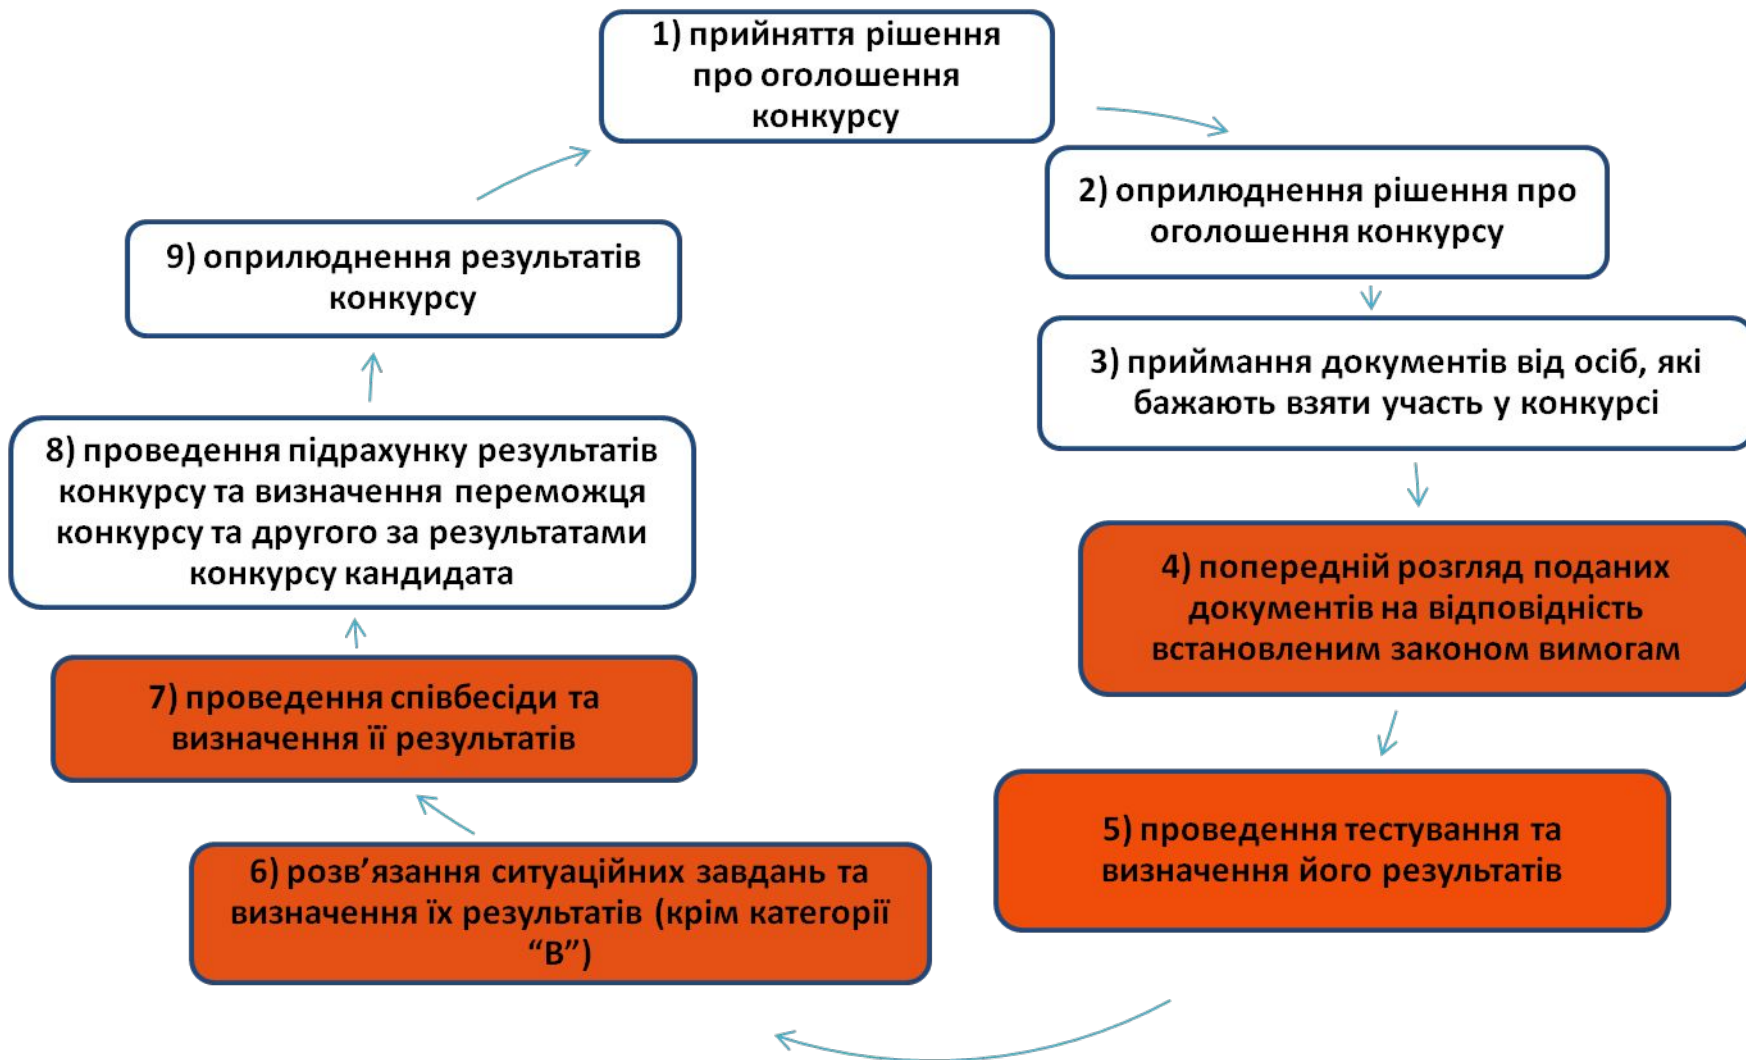 1) прийняття рішення
про оголошення
конкурсу
2) оприлюднення рішення про
оголошення конкурсу
3) приймання документів від осіб, які
бажають взяти участь у конкурсі
4) попередній розгляд поданих
документів на відповідність
встановленим законом вимогам
5) проведення тестування та
визначення його результатів
6) розв’язання ситуаційних завдань та
визначення їх результатів (крім категорії
“В”)
7) проведення співбесіди та
визначення її результатів
8) проведення підрахунку результатів
конкурсу та визначення переможця
конкурсу та другого за результатами
конкурсу кандидата
9) оприлюднення результатів
конкурсу